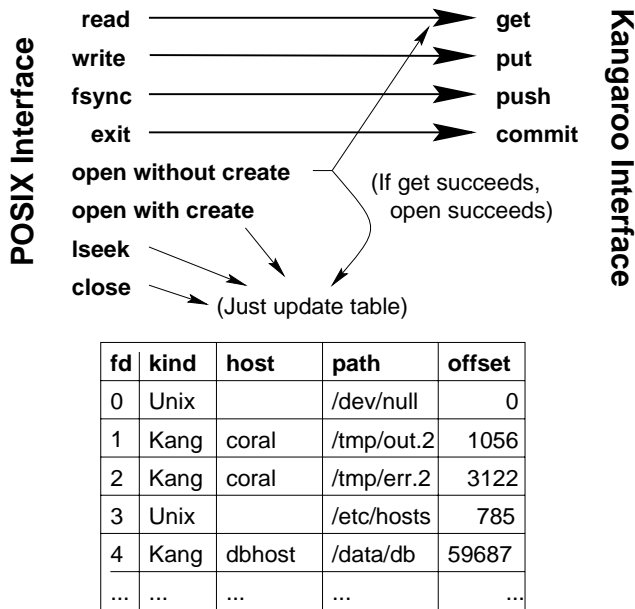 POSIX Interface
Kangaroo Interface
read get
write put
fsync push
exit commit
open without create
(If get succeeds,
open succeeds)
open with create
lseek
close
(Just update table)
fd kind host path offset
0 Unix /dev/null 0
1 Kang coral /tmp/out.2 1056
2 Kang coral /tmp/err.2 3122
3 Unix /etc/hosts 785
4 Kang dbhost /data/db 59687
... ... ... ... ...